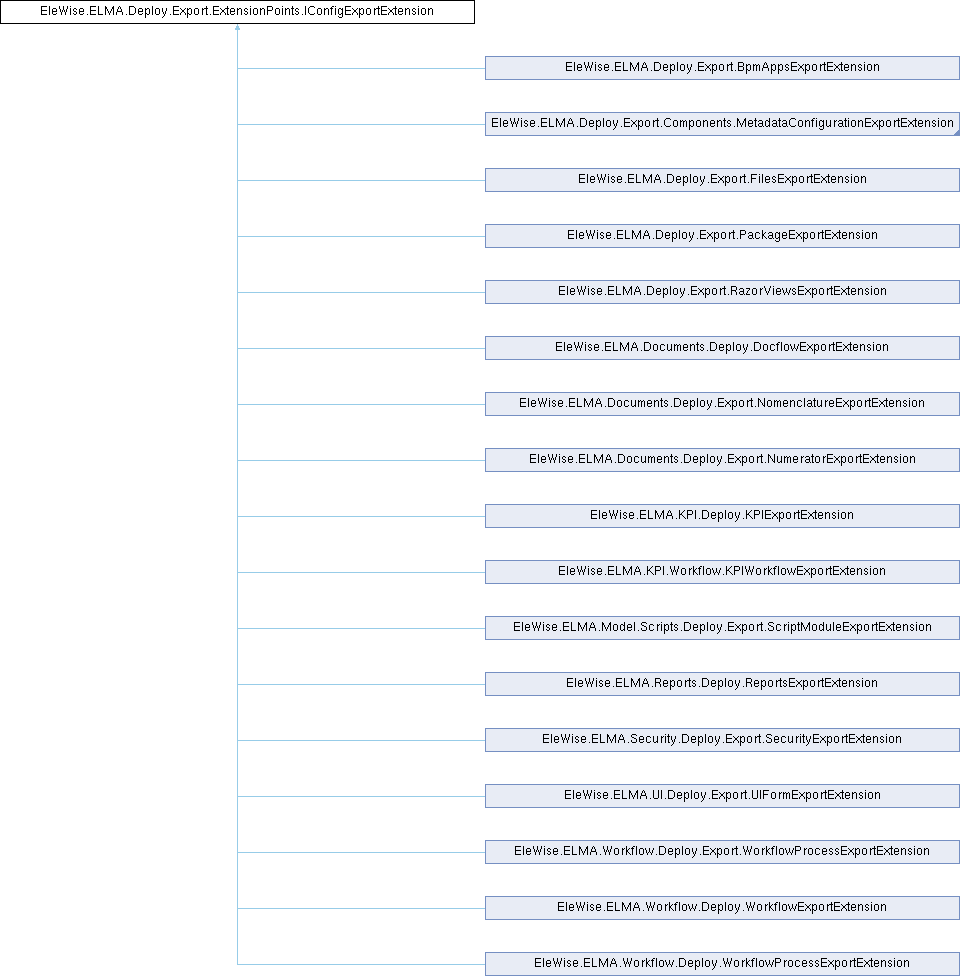 EleWise.ELMA.Deploy.Export.ExtensionPoints.IConfigExportExtension
EleWise.ELMA.Deploy.Export.BpmAppsExportExtension
EleWise.ELMA.Deploy.Export.Components.MetadataConfigurationExportExtension
EleWise.ELMA.Deploy.Export.FilesExportExtension
EleWise.ELMA.Deploy.Export.PackageExportExtension
EleWise.ELMA.Deploy.Export.RazorViewsExportExtension
EleWise.ELMA.Documents.Deploy.DocflowExportExtension
EleWise.ELMA.Documents.Deploy.Export.NomenclatureExportExtension
EleWise.ELMA.Documents.Deploy.Export.NumeratorExportExtension
EleWise.ELMA.KPI.Deploy.KPIExportExtension
EleWise.ELMA.KPI.Workflow.KPIWorkflowExportExtension
EleWise.ELMA.Model.Scripts.Deploy.Export.ScriptModuleExportExtension
EleWise.ELMA.Reports.Deploy.ReportsExportExtension
EleWise.ELMA.Security.Deploy.Export.SecurityExportExtension
EleWise.ELMA.UI.Deploy.Export.UIFormExportExtension
EleWise.ELMA.Workflow.Deploy.Export.WorkflowProcessExportExtension
EleWise.ELMA.Workflow.Deploy.WorkflowExportExtension
EleWise.ELMA.Workflow.Deploy.WorkflowProcessExportExtension